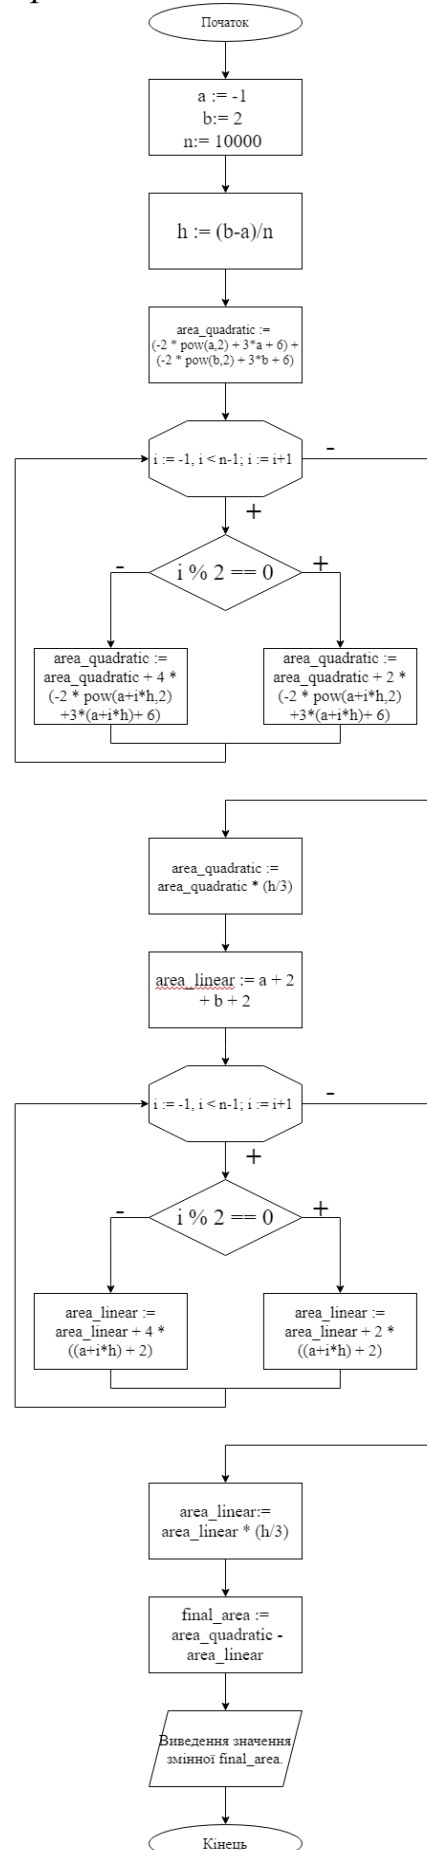 Початок
a := -1
b:= 2
n:= 10000
h := (b-a)/n
area_quadratic :=
(-2 * pow(a,2) + 3*a + 6) +
(-2 * pow(b,2) + 3*b + 6)
i := -1, i < n-1; i := i+1
-
+
i % 2 == 0
-
+
area_quadratic :=
area_quadratic + 4 *
(-2 * pow(a+i*h,2)
+3*(a+i*h)+ 6)
area_quadratic :=
area_quadratic + 2 *
(-2 * pow(a+i*h,2)
+3*(a+i*h)+ 6)
area_quadratic :=
area_quadratic * (h/3)
area_linear := a + 2
+ b + 2
i := -1, i < n-1; i := i+1
-
+
i % 2 == 0
-
+
area_linear :=
area_linear + 4 *
((a+i*h) + 2)
area_linear :=
area_linear + 2 *
((a+i*h) + 2)
area_linear:=
area_linear * (h/3)
final_area :=
area_quadratic -
area_linear
Виведення значення
змінної final_area.
Кінець